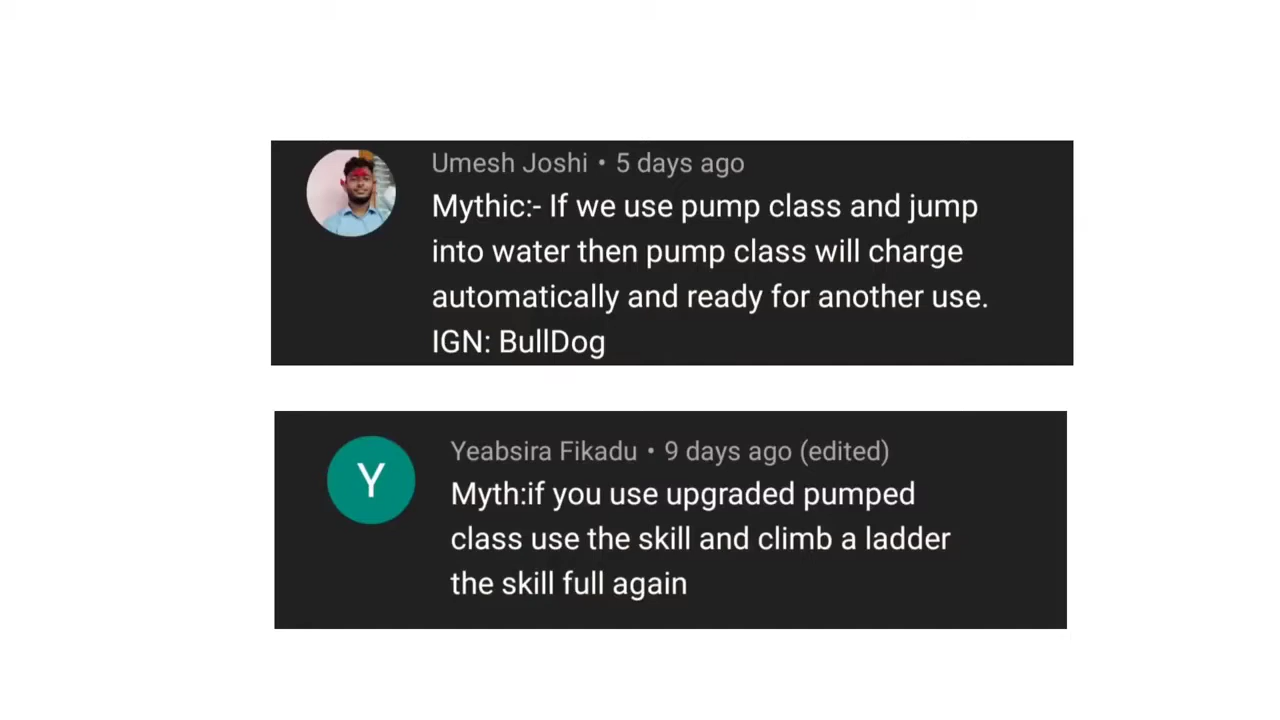 Umesh Joshi • 5 days ago
Mythic:- If we use pump class and jump
into water then pump class will charge
automatically and ready for another use.
IGN: BullDog
Y
Yeabsira Fikadu • 9 days ago (edited)
Myth:if you use upgraded pumped
class use the skill and climb a ladder
the skill full again